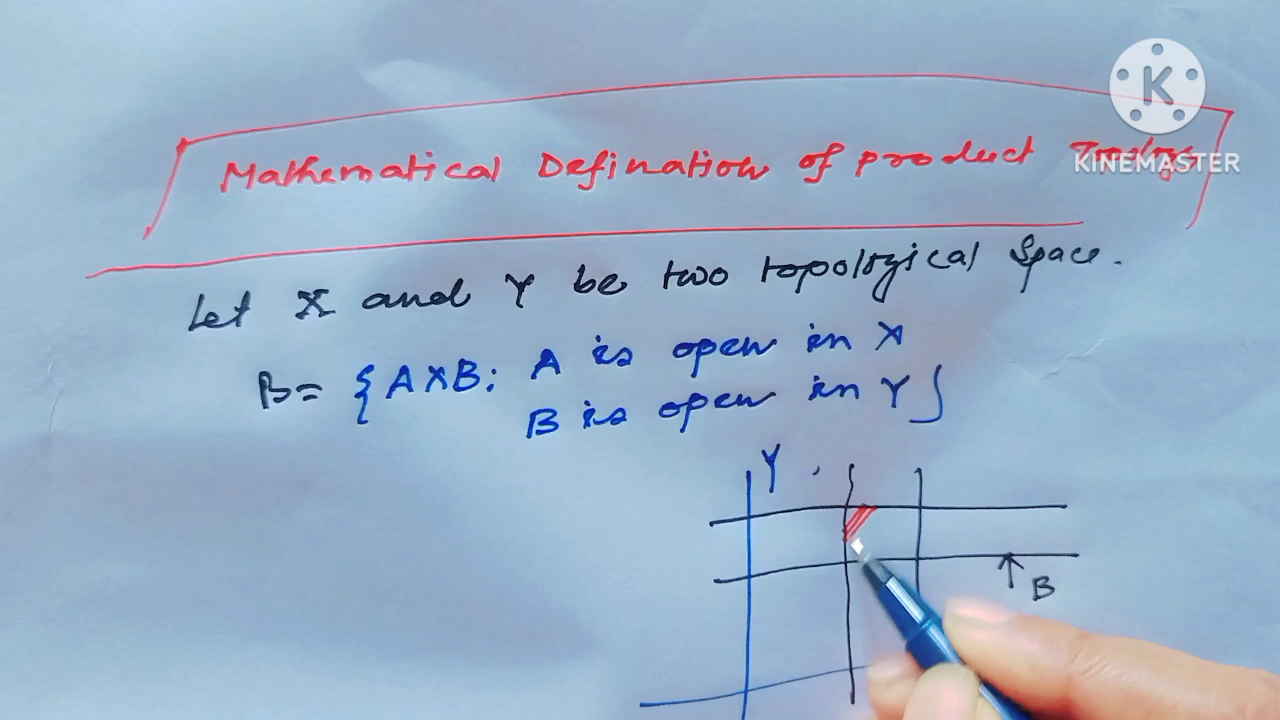 Mathematical Defination of product
KINEMASTER
Let X and Y be two topological space.
B = {A×B: A is open in X
B is open in Y}
Y
B